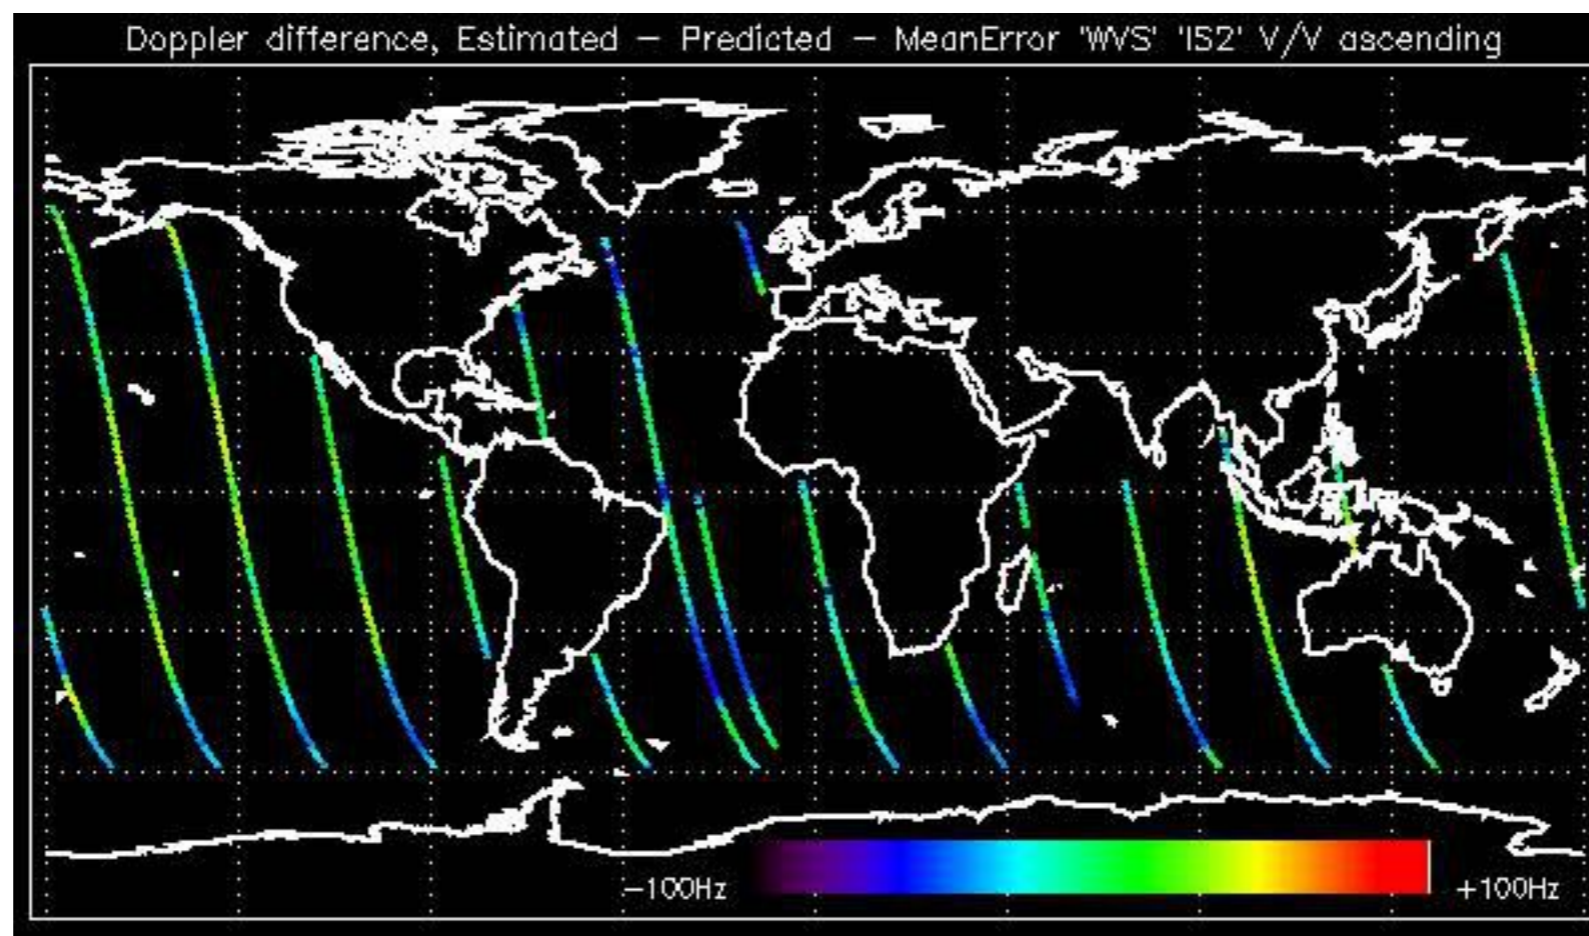 Doppler difference, Estimated – Predicted – MeanError 'WVS' 'IS2' V/V ascending
–100Hz
+100Hz